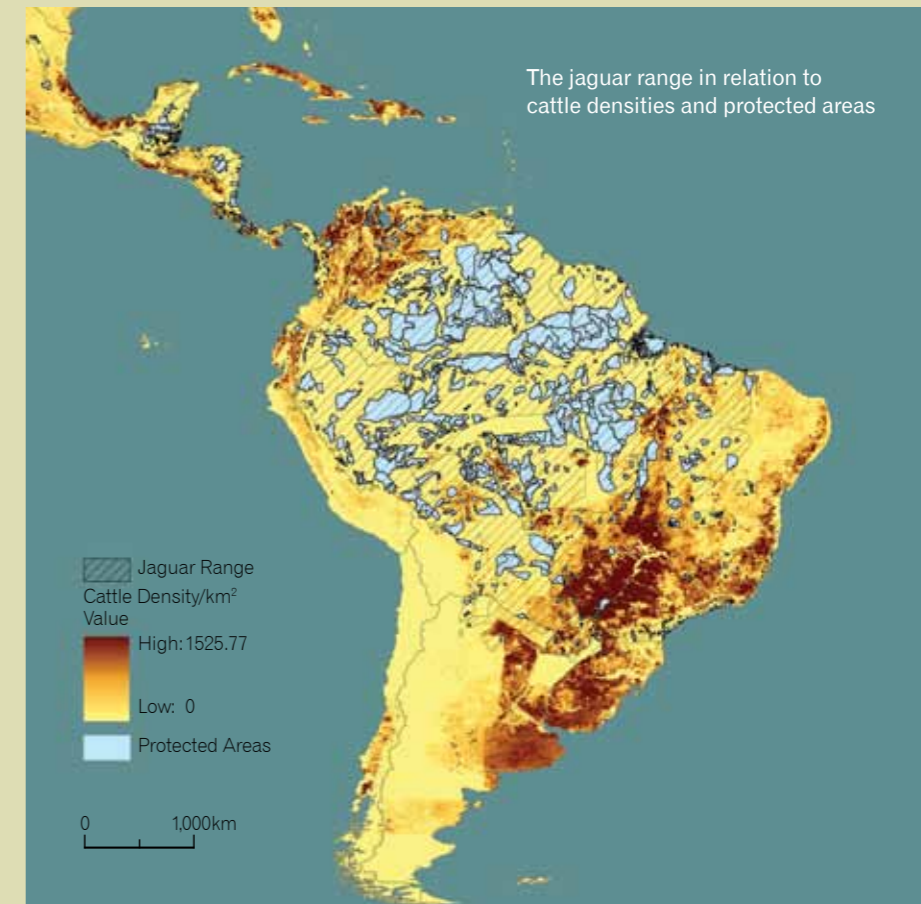 The jaguar range in relation to
cattle densities and protected areas
Jaguar Range
Cattle Density/km²
Value
High: 1525.77
Low: 0
Protected Areas
0 1,000km